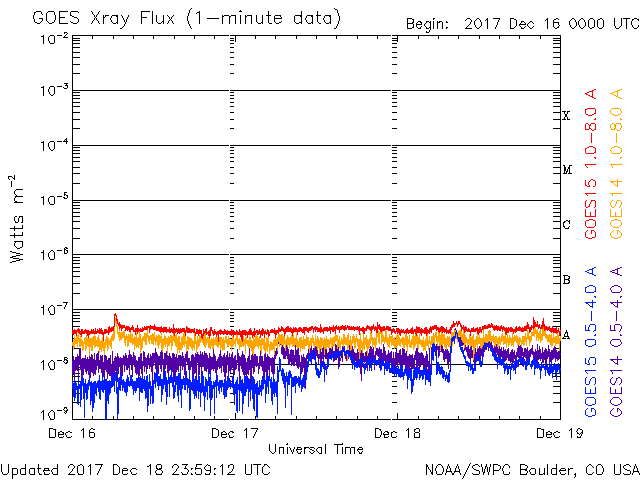 GOES Xray Flux (1-minute data)
Begin: 2017 Dec 16 0000 UTC
10⁻²
10⁻³
10⁻⁴
10⁻⁵
10⁻⁶
10⁻⁷
10⁻⁸
10⁻⁹
Watts m⁻²
X
M
C
B
A
GOES15 1.0-8.0 A
GOES14 1.0-8.0 A
GOES15 0.5-4.0 A
GOES14 0.5-4.0 A
Dec 16
Dec 17
Dec 18
Dec 19
Universal Time
Updated 2017 Dec 18 23:59:12 UTC
NOAA/SWPC Boulder, CO USA